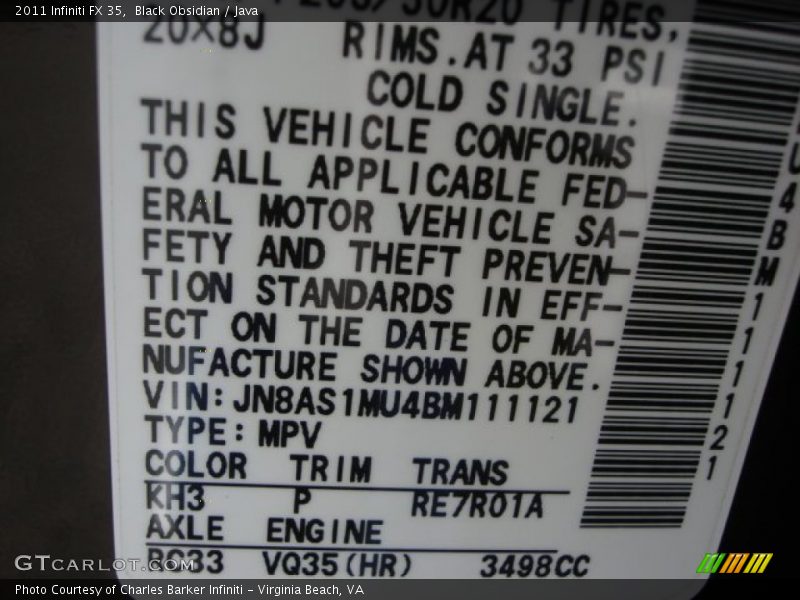 2011 Infiniti FX 35, Black Obsidian / Java
20×8J RIMS. AT 33 PSI
COLD SINGLE.
THIS VEHICLE CONFORMS
TO ALL APPLICABLE FED-
ERAL MOTOR VEHICLE SA-
FETY AND THEFT PREVEN-
TION STANDARDS IN EFF-
ECT ON THE DATE OF MA-
NUFACTURE SHOWN ABOVE.
VIN: JN8AS1MU4BM111121
TYPE: MPV
COLOR TRIM TRANS
KH3 P RE7R01A
AXLE ENGINE
VQ35(HR) 3498CC
4BM111121
GTCARLOT.COM
Photo Courtesy of Charles Barker Infiniti - Virginia Beach, VA